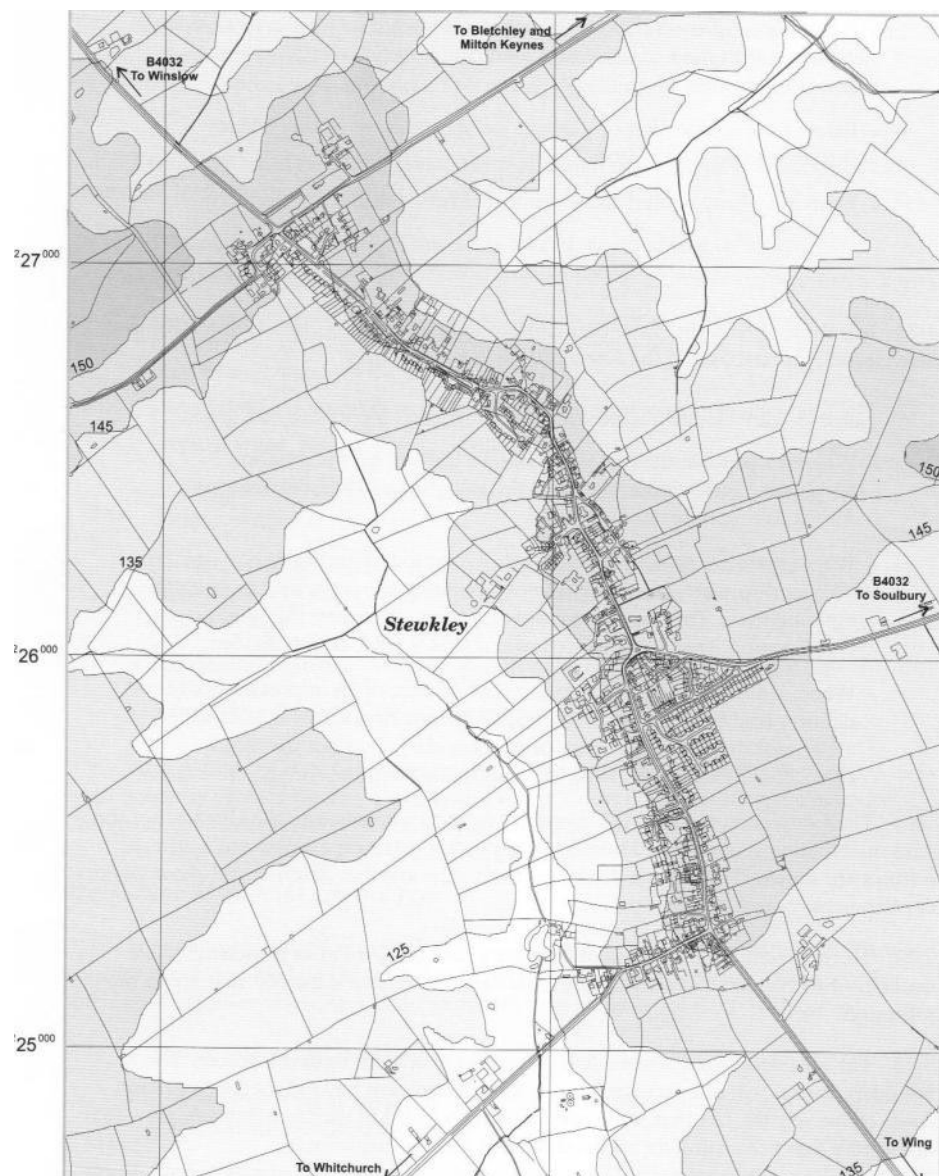 To Bletchley and
Milton Keynes
B4032
To Winslow
²27⁰⁰⁰
150
145
150
145
135
B4032
To Soulbury
Stewkley
²26⁰⁰⁰
125
25⁰⁰⁰
To Wing
To Whitchurch
135